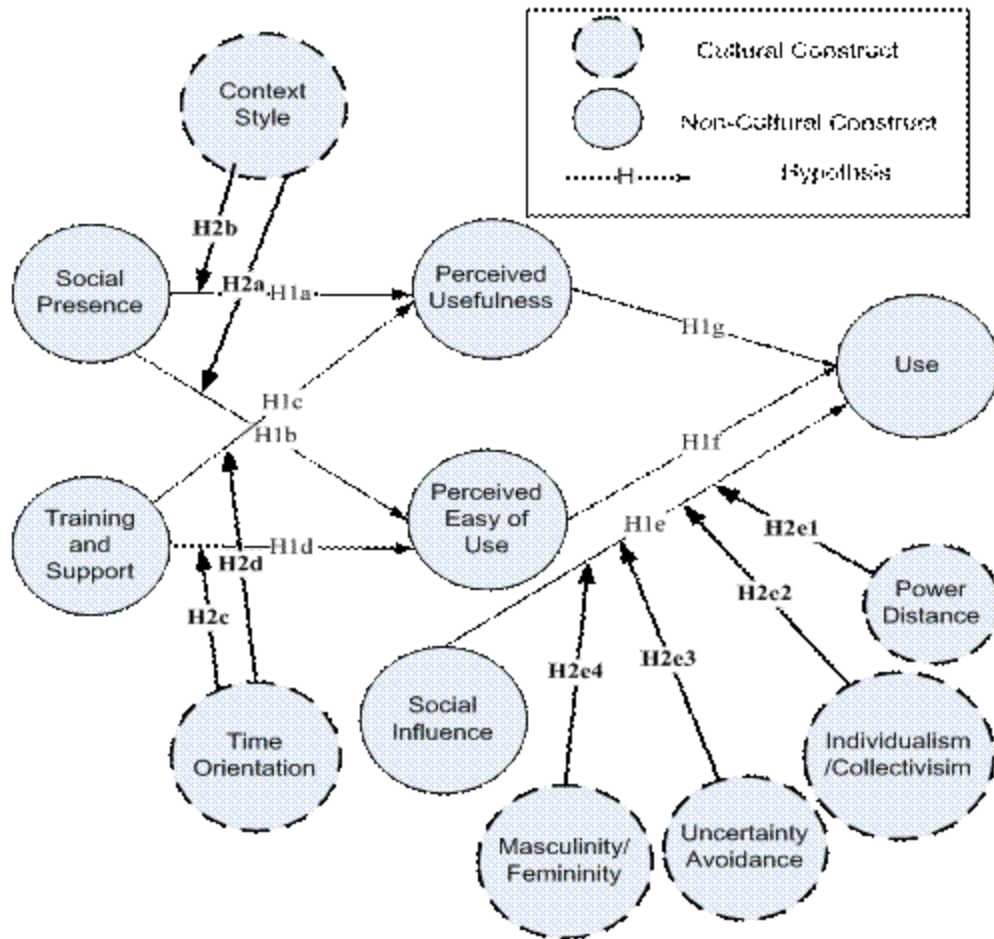 Context
Style
Cultural Construct
Non-Cultural Construct
H
Hypothsis
H2b
Social
Presence
H2a
H1a
Perceived
Usefulness
H1g
Use
H1c
H1b
H1f
Training
and
Support
H1d
H2d
Perceived
Easy of
Use
H1e
H2e1
Power
Distance
H2c
H2e2
H2e4
H2e3
Time
Orientation
Social
Influence
Individualism
/Collectivisim
Masculinity/
Femininity
Uncertainty
Avoidance